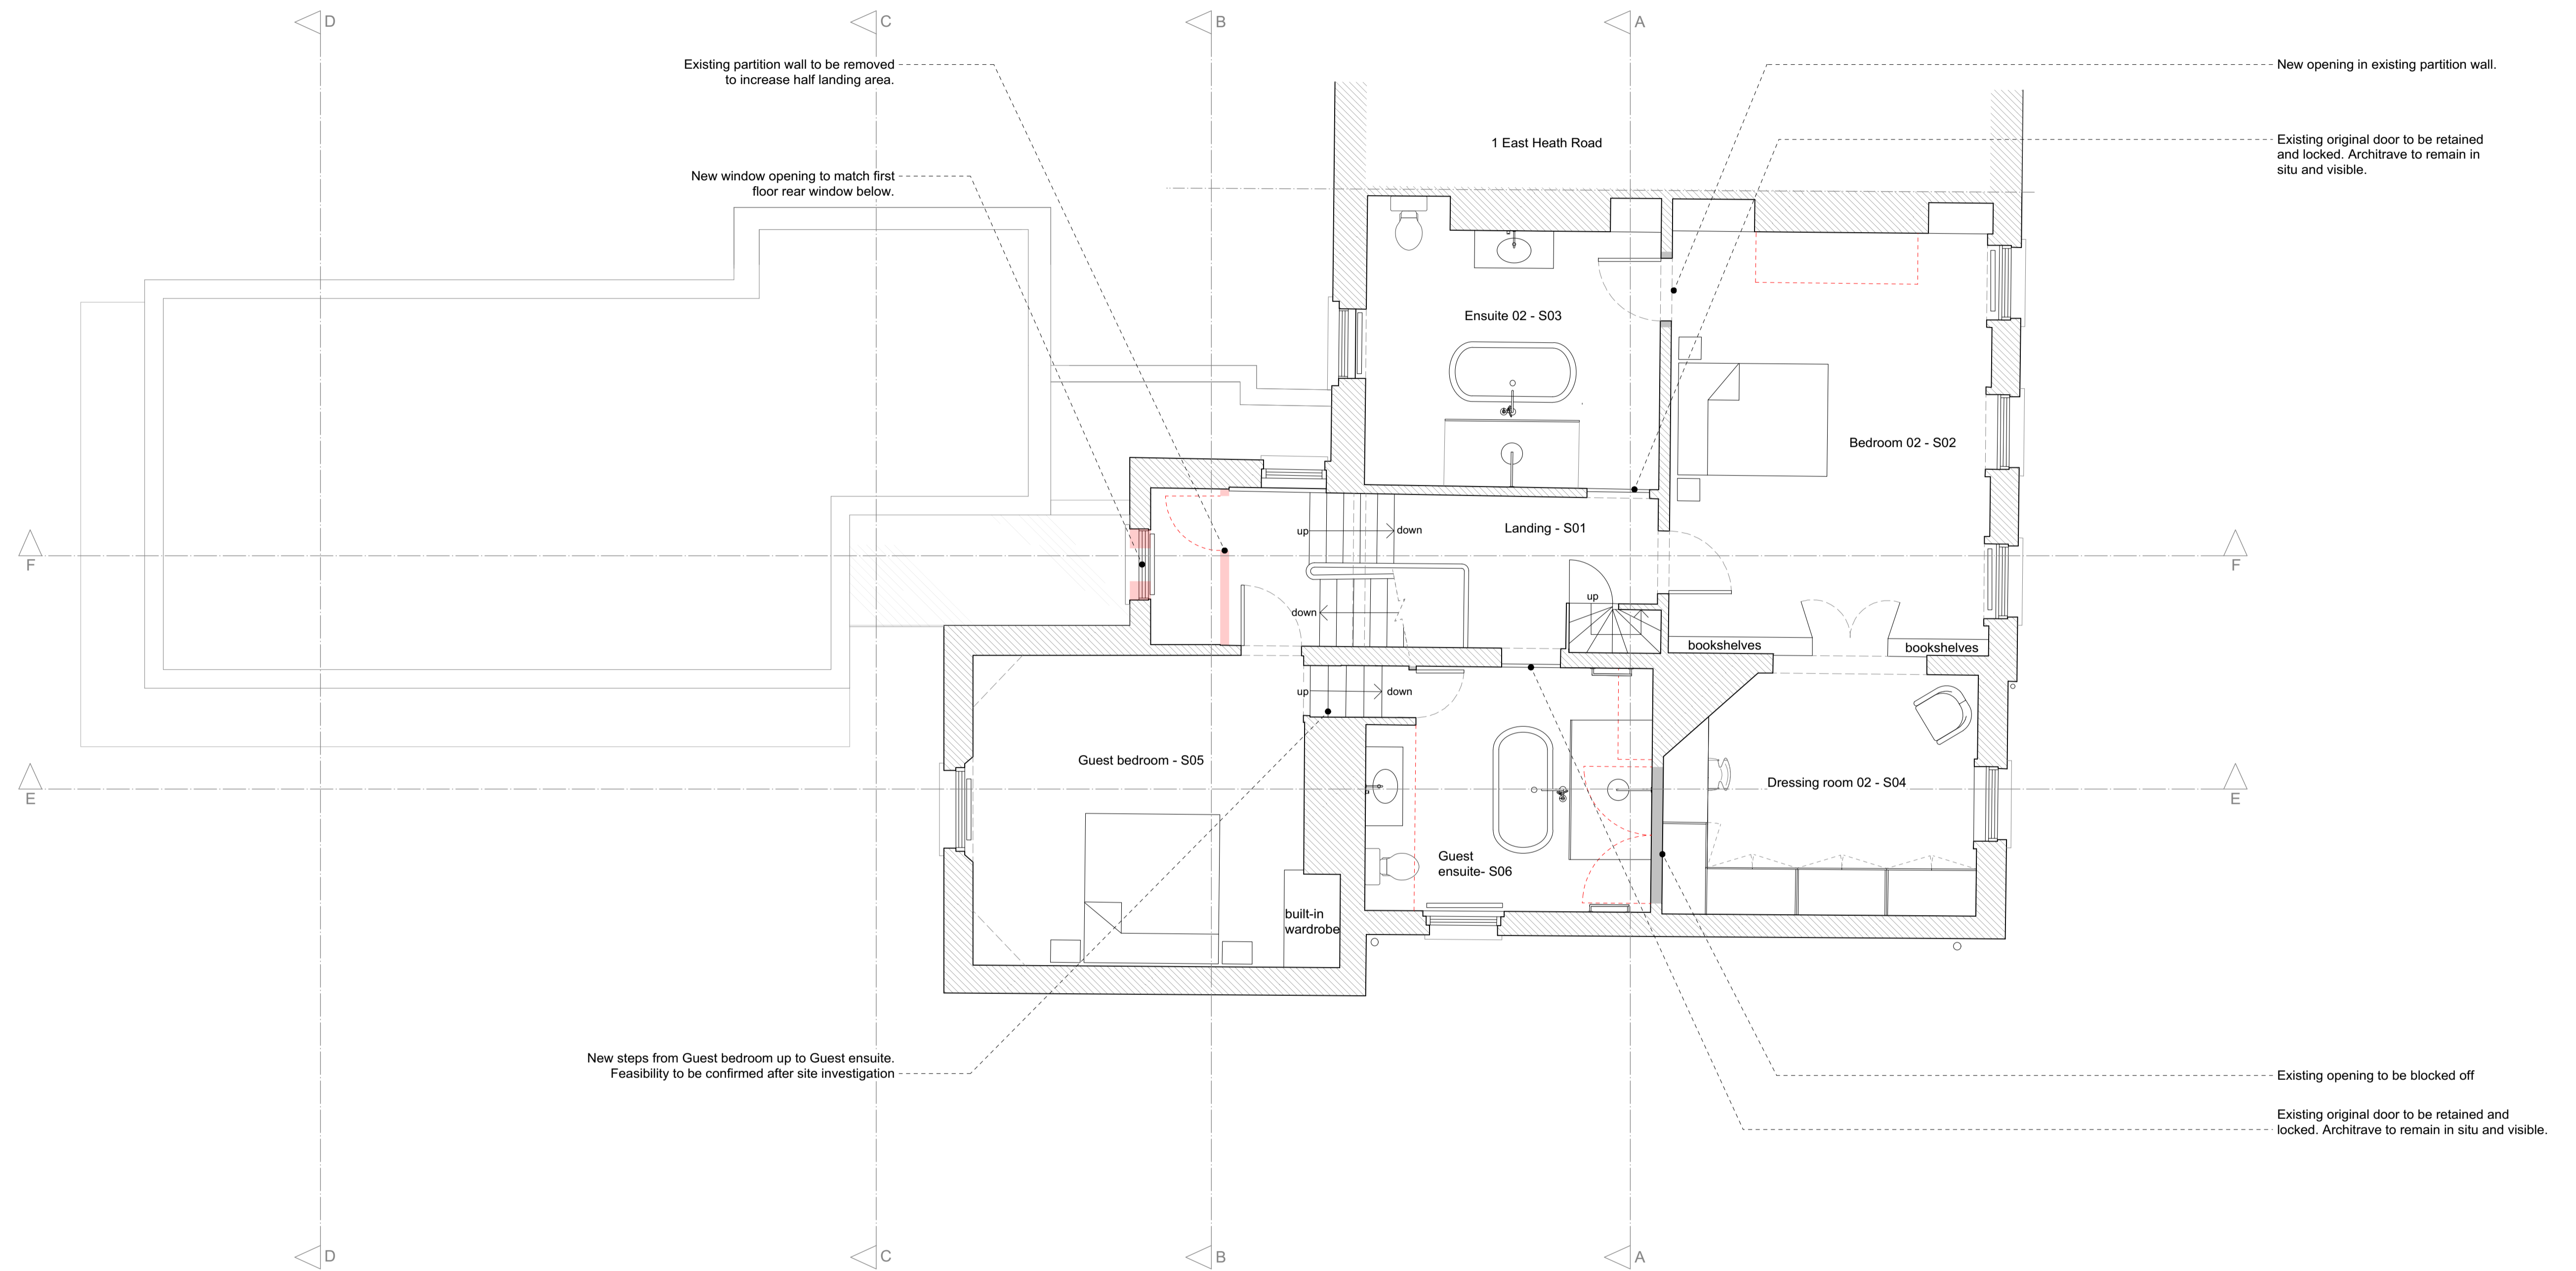 D
C
B
A
Existing partition wall to be removed
to increase half landing area.
New opening in existing partition wall.
1 East Heath Road
Existing original door to be retained
and locked. Architrave to remain in
situ and visible.
New window opening to match first
floor rear window below.
Ensuite 02 - S03
Bedroom 02 - S02
up
down
Landing - S01
F
F
up
down
bookshelves
bookshelves
up
down
Guest bedroom - S05
Dressing room 02 - S04
E
E
Guest
ensuite- S06
built-in
wardrobe
New steps from Guest bedroom up to Guest ensuite.
Feasibility to be confirmed after site investigation
Existing opening to be blocked off
Existing original door to be retained and
locked. Architrave to remain in situ and visible.
D
C
B
A